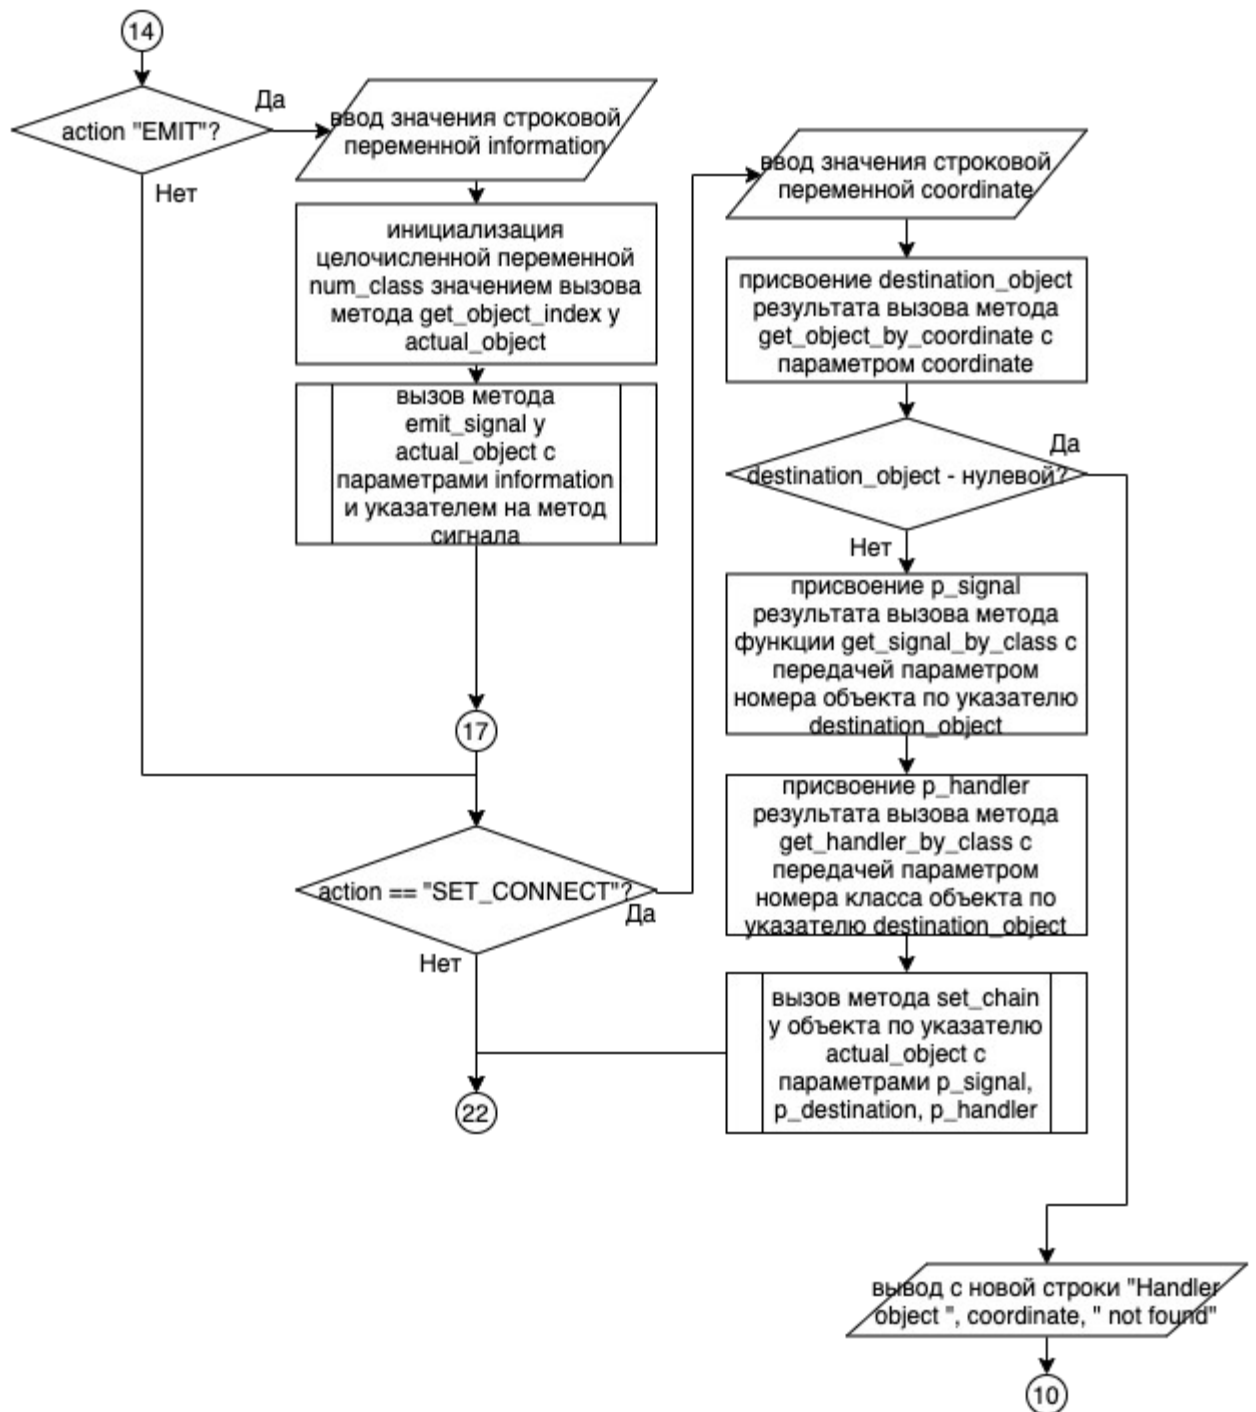 14
action "EMIT"?
Да
Нет
ввод значения строковой
переменной information
инициализация
целочисленной переменной
num_class значением вызова
метода get_object_index у
actual_object
вызов метода
emit_signal у
actual_object с
параметрами information
и указателем на метод
сигнала
17
action == "SET_CONNECT"?
Да
Нет
22
ввод значения строковой
переменной coordinate
присвоение destination_object
результата вызова метода
get_object_by_coordinate с
параметром coordinate
destination_object - нулевой?
Да
Нет
присвоение p_signal
результата вызова метода
функции get_signal_by_class с
передачей параметром
номера объекта по указателю
destination_object
присвоение p_handler
результата вызова метода
get_handler_by_class с
передачей параметром
номера класса объекта по
указателю destination_object
вызов метода set_chain
у объекта по указателю
actual_object с
параметрами p_signal,
p_destination, p_handler
вывод с новой строки "Handler
object ", coordinate, " not found"
10